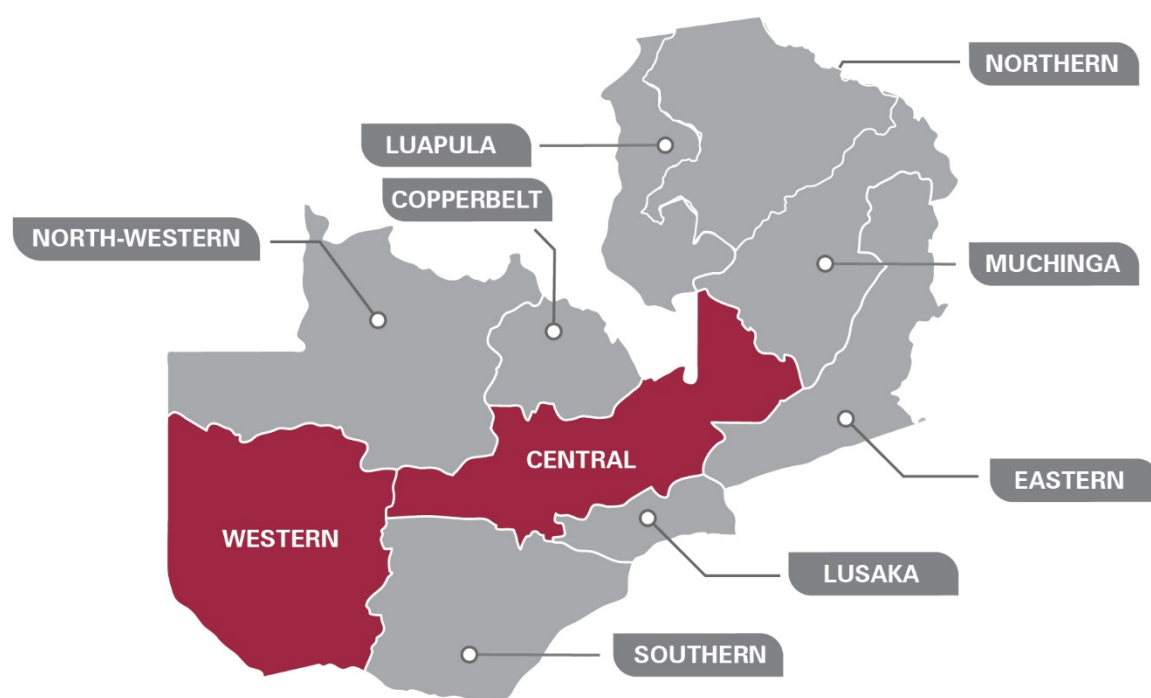 NORTHERN
LUAPULA
COPPERBELT
NORTH-WESTERN
MUCHINGA
CENTRAL
EASTERN
WESTERN
LUSAKA
SOUTHERN